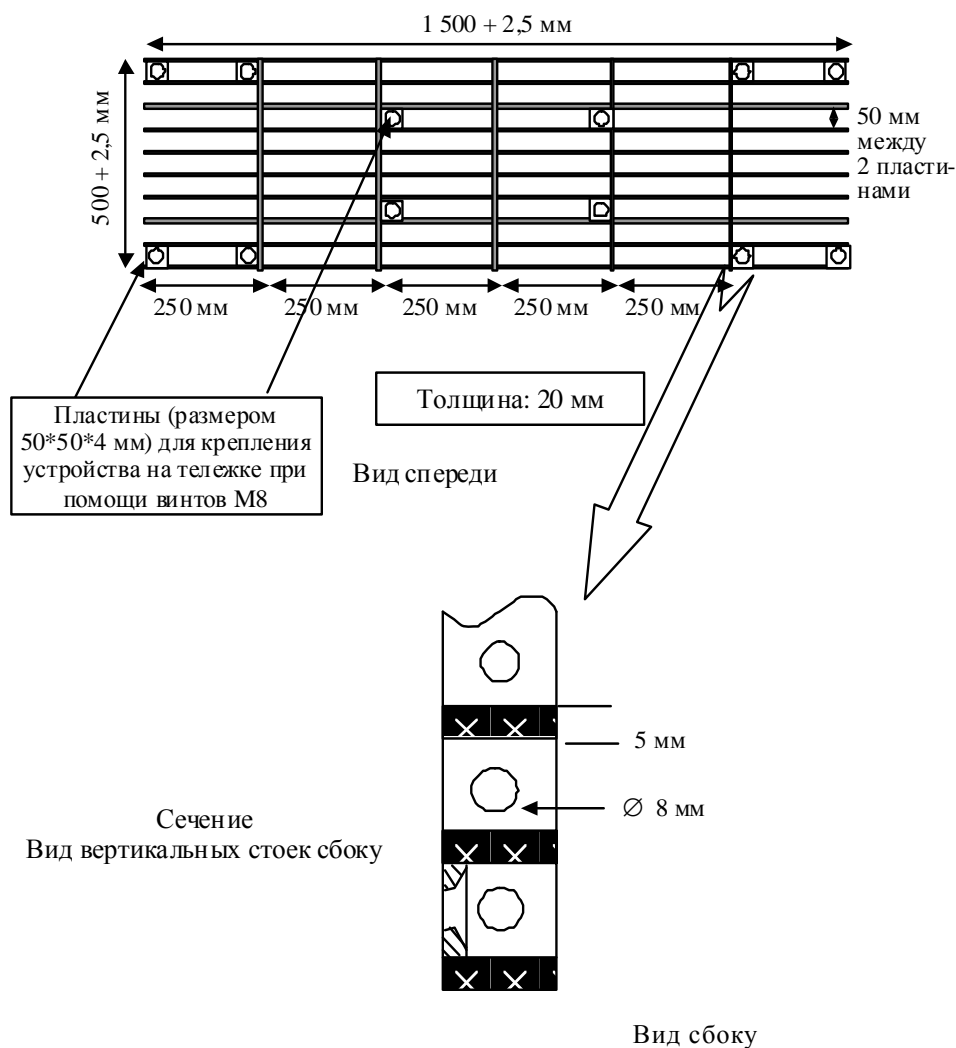 1 500 + 2,5 мм
500 + 2,5 мм
50 мм
между
2 пласти-
нами
250 мм
250 мм
250 мм
250 мм
250 мм
Толщина: 20 мм
Пластины (размером
50*50*4 мм) для крепления
устройства на тележке при
помощи винтов M8
Вид спереди
5 мм
∅ 8 мм
Сечение
Вид вертикальных стоек сбоку
Вид сбоку